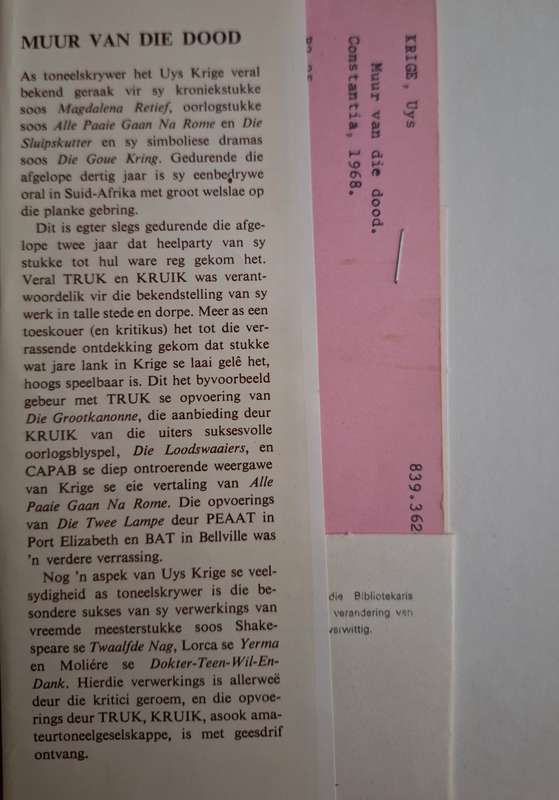 MUUR VAN DIE DOOD
As toneelskrywer het Uys Krige veral
bekend geraak vir sy kroniekstukke
soos Magdalena Retief, oorlogstukke
soos Alle Paaie Gaan Na Rome en Die
Sluipskutter en sy simboliese dramas
soos Die Goue Kring. Gedurende die
afgelope dertig jaar is sy eenbedrywe
oral in Suid-Afrika met groot welslae op
die planke gebring.
Dit is egter slegs gedurende die afge-
lope twee jaar dat heelparty van sy
stukke tot hul ware reg gekom het.
Veral TRUK en KRUIK was verant-
woordelik vir die bekendstelling van sy
werk in talle stede en dorpe. Meer as een
toeskouer (en kritikus) het tot die ver-
rassende ontdekking gekom dat stukke
wat jare lank in Krige se laai gelê het,
hoogs speelbaar is. Dit het byvoorbeeld
gebeur met TRUK se opvoering van
Die Grootkanonne, die aanbieding deur
KRUIK van die uiters suksesvolle
oorlogsblyspel, Die Loodswaaiers, en
CAPAB se diep ontroerende weergawe
van Krige se eie vertaling van Alle
Paaie Gaan Na Rome. Die opvoerings
van Die Twee Lampe deur PEAAT in
Port Elizabeth en BAT in Bellville was
'n verdere verrassing.
Nog 'n aspek van Uys Krige se veel-
sydigheid as toneelskrywer is die be-
sondere sukses van sy verwerkings van
vreemde meesterstukke soos Shake-
speare se Twaalfde Nag, Lorca se Yerma
en Moliére se Dokter-Teen-Wil-En-
Dank. Hierdie verwerkings is allerweë
deur die kritici geroem, en die opvoe-
rings deur TRUK, KRUIK, asook ama-
teurtoneelgeselskappe, is met geesdrif
ontvang.
KRIGE, Uys
Muur van die dood.
Constantia, 1968.
839.362
die Bibliotekaris
verandering van
verwittig.